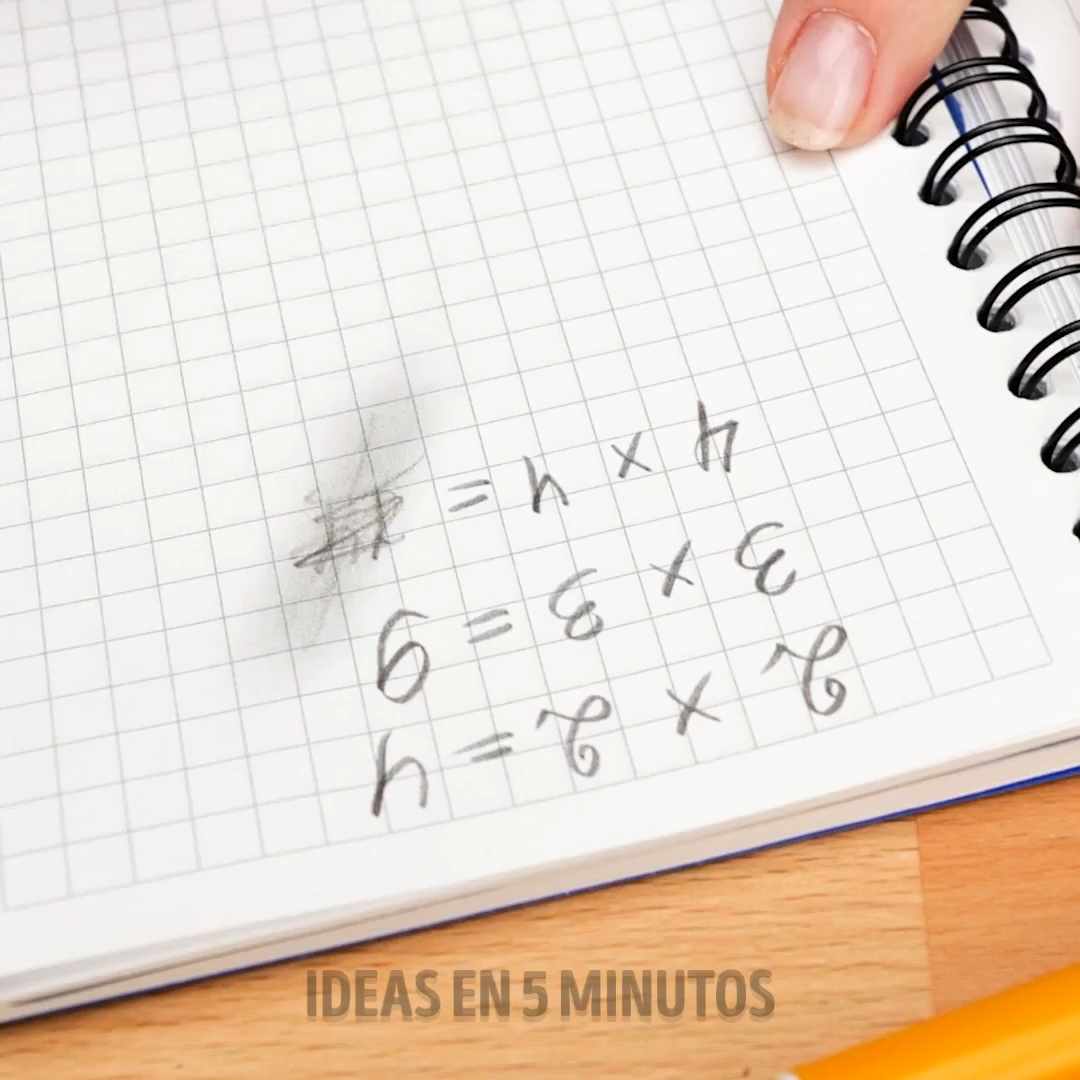 2 x 2 = 4
3 x 3 = 9
4 x 4 =
IDEAS EN 5 MINUTOS